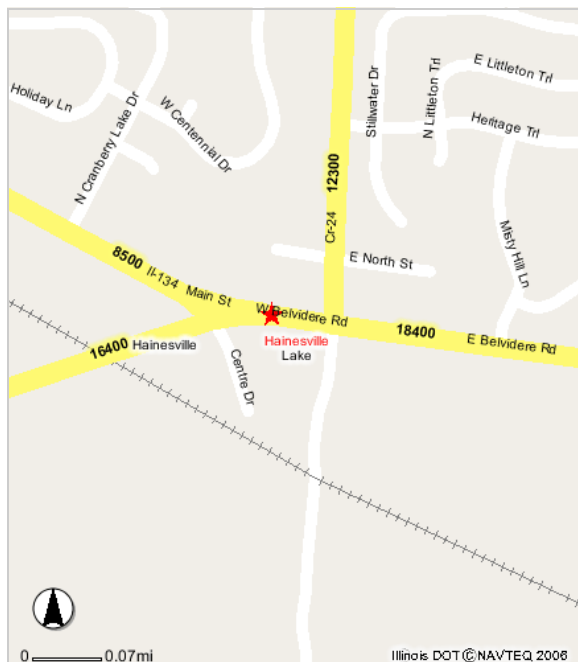 E Littleton Trl
Stillwater Dr
N Littleton Trl
Holiday Ln
W Centennial Dr
N Cranberry Lake Dr
Heritage Trl
12300
Cr-24
Misty Hill Ln
E North St
8500
Il-134 Main St
W Belvidere Rd
18400
E Belvidere Rd
16400
Hainesville
Hainesville
Lake
Centre Dr
0 0.07mi
Illinois DOT ©NAVTEQ 2006